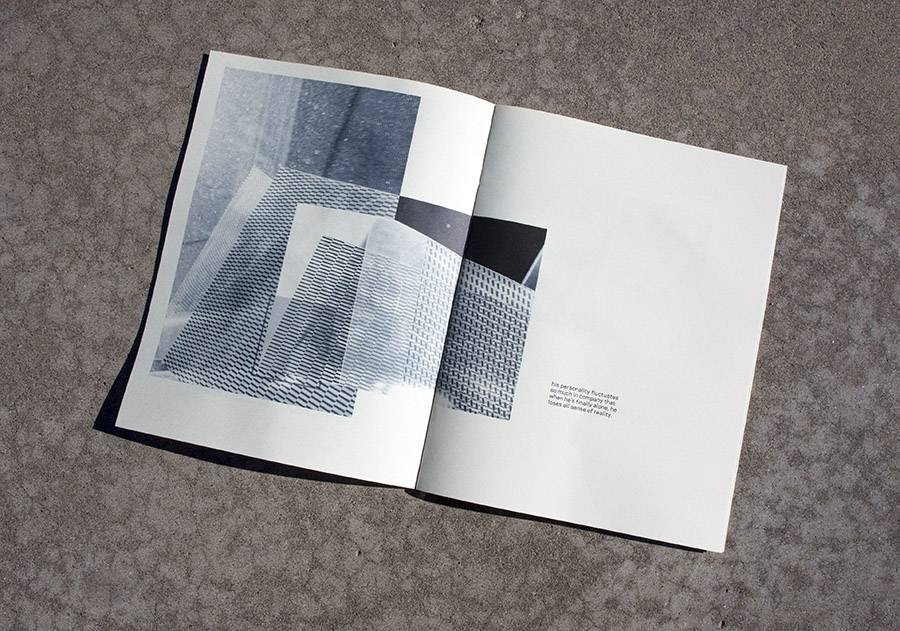 his personality fluctuates
so much in company that
when he's finally alone, he
loses all sense of reality.